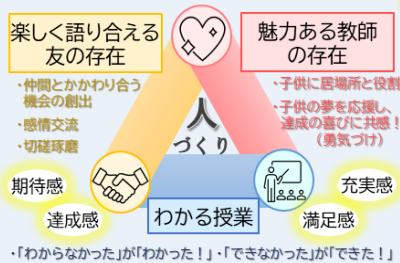 楽しく語り合える
友の存在
・仲間とかかわり合う
機会の創出
・感情交流
・切磋琢磨
魅力ある教師
の存在
・子供に居場所と役割
・子供の夢を応援し、
達成の喜びに共感！
（勇気づけ）
人
づくり
期待感
達成感
わかる授業
充実感
満足感
・「わからなかった」が「わかった！」・「できなかった」が「できた！」